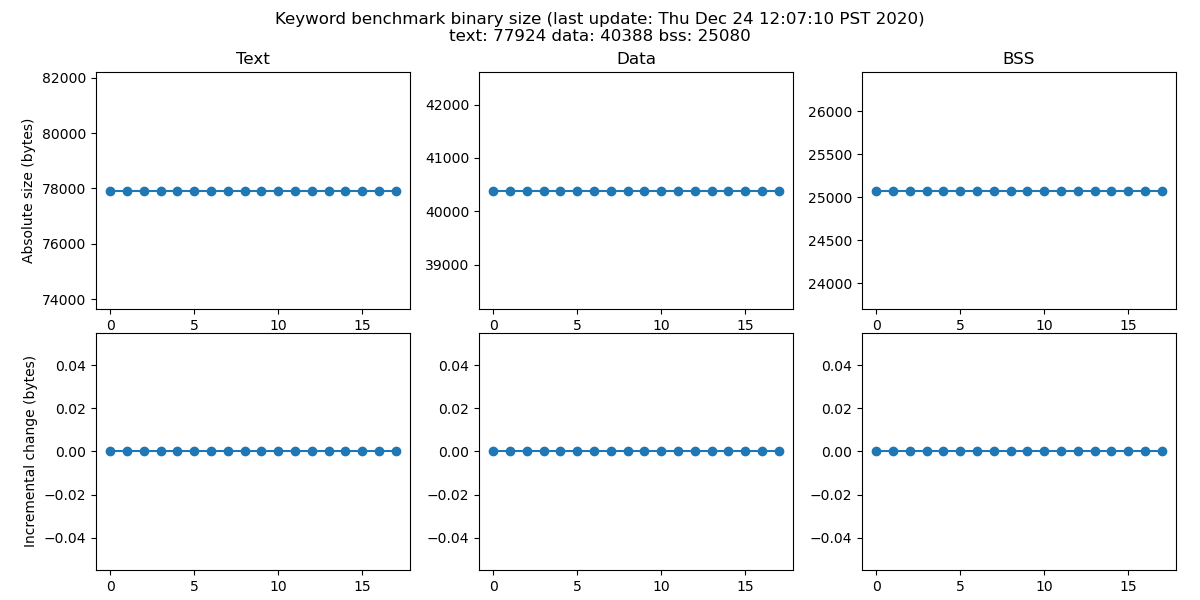 Keyword benchmark binary size (last update: Thu Dec 24 12:07:10 PST 2020)
text: 77924 data: 40388 bss: 25080
Text
Data
BSS
Absolute size (bytes)
82000
80000
78000
76000
74000
0 5 10 15
42000
41000
40000
39000
0 5 10 15
26000
25500
25000
24500
24000
0 5 10 15
Incremental change (bytes)
0.04
0.02
0.00
−0.02
−0.04
0 5 10 15
0.04
0.02
0.00
−0.02
−0.04
0 5 10 15
0.04
0.02
0.00
−0.02
−0.04
0 5 10 15